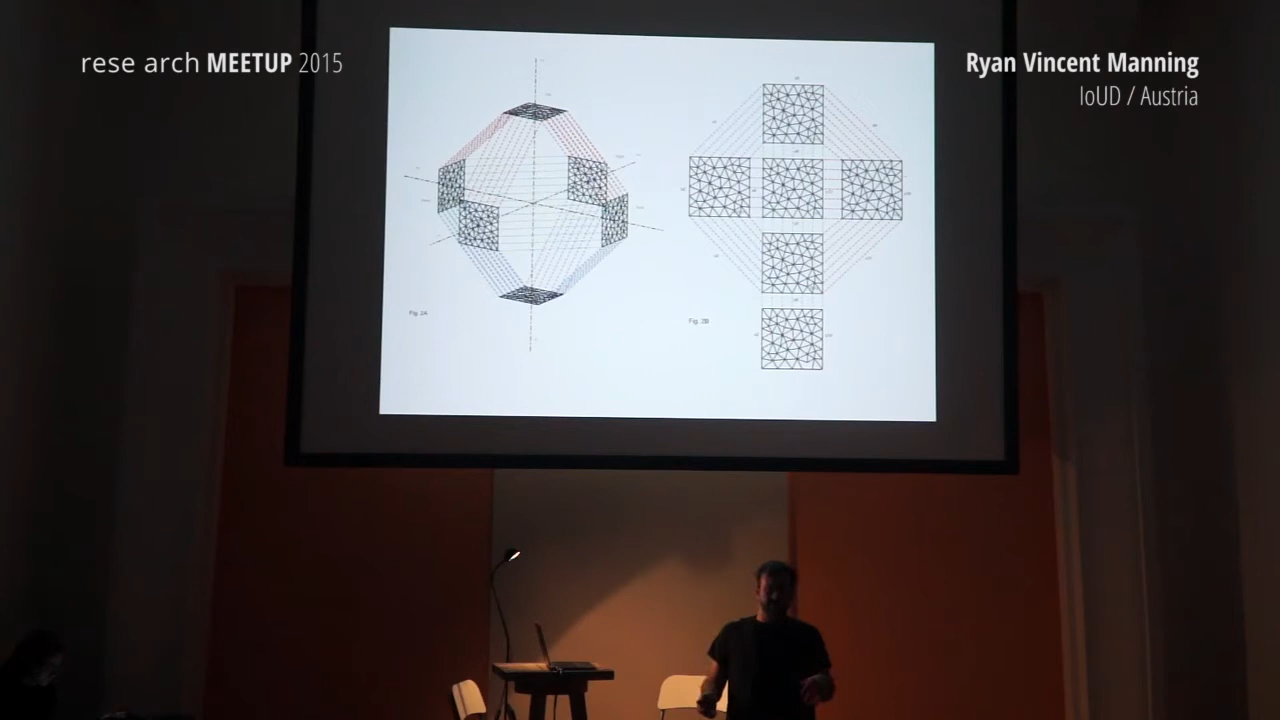 rese arch MEETUP 2015
Ryan Vincent Manning
IoUD / Austria
Fig. 2A
Fig. 2B